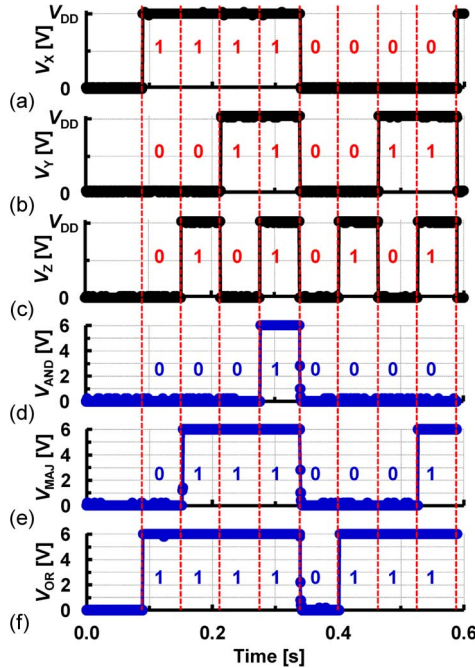 V_X [V]
V_DD
0
1 1 1 1 0 0 0 0
(a)
V_Y [V]
V_DD
0
0 0 1 1 0 0 1 1
(b)
V_Z [V]
V_DD
0
0 1 0 1 0 1 0 1
(c)
V_AND [V]
6
4
2
0
0 0 0 1 0 0 0 0
(d)
V_MAJ [V]
6
4
2
0
0 1 1 1 0 0 0 1
(e)
V_OR [V]
6
4
2
0
1 1 1 1 0 1 1 1
(f)
0.0 0.2 0.4 0.6
Time [s]